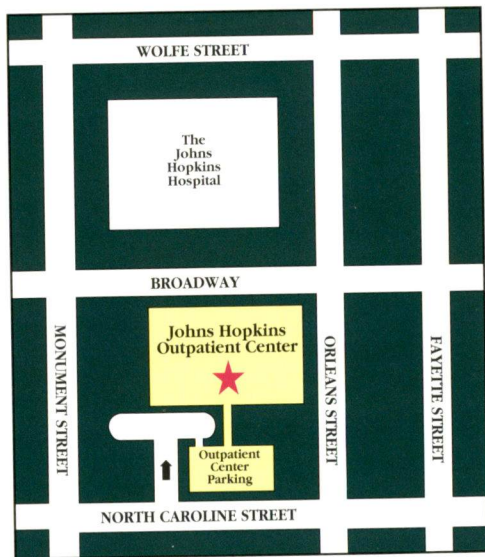 WOLFE STREET
The
Johns
Hopkins
Hospital
BROADWAY
Johns Hopkins
Outpatient Center
MONUMENT STREET
ORLEANS STREET
FAYETTE STREET
Outpatient
Center
Parking
NORTH CAROLINE STREET